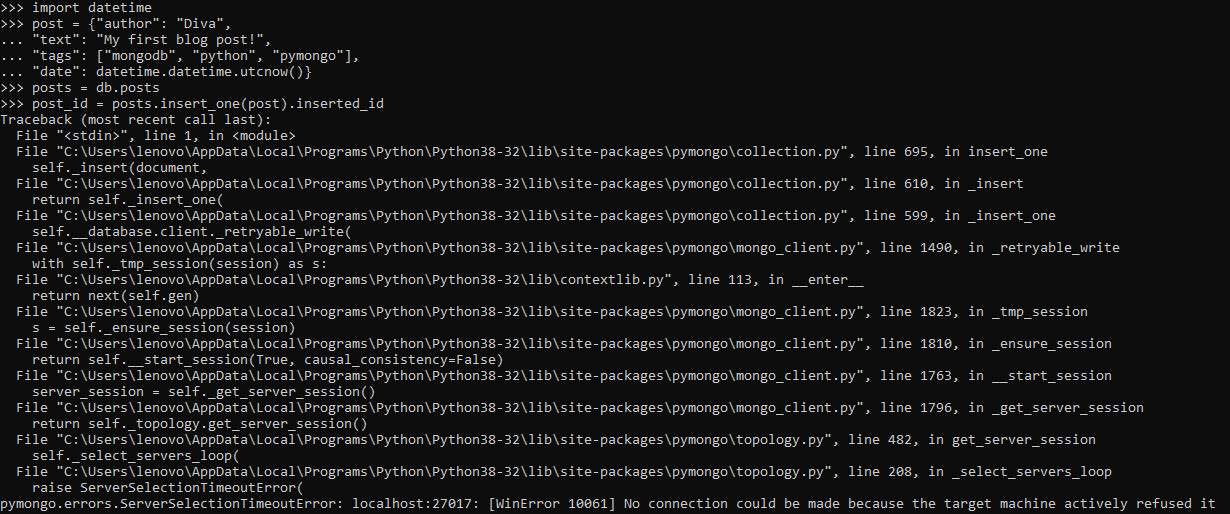 >>> import datetime
>>> post = {"author": "Diva",
... "text": "My first blog post!",
... "tags": ["mongodb", "python", "pymongo"],
... "date": datetime.datetime.utcnow()}
>>> posts = db.posts
>>> post_id = posts.insert_one(post).inserted_id
Traceback (most recent call last):
  File "<stdin>", line 1, in <module>
  File "C:\Users\lenovo\AppData\Local\Programs\Python\Python38-32\lib\site-packages\pymongo\collection.py", line 695, in insert_one
    self._insert(document,
  File "C:\Users\lenovo\AppData\Local\Programs\Python\Python38-32\lib\site-packages\pymongo\collection.py", line 610, in _insert
    return self._insert_one(
  File "C:\Users\lenovo\AppData\Local\Programs\Python\Python38-32\lib\site-packages\pymongo\collection.py", line 599, in _insert_one
    self.__database.client._retryable_write(
  File "C:\Users\lenovo\AppData\Local\Programs\Python\Python38-32\lib\site-packages\pymongo\mongo_client.py", line 1490, in _retryable_write
    with self._tmp_session(session) as s:
  File "C:\Users\lenovo\AppData\Local\Programs\Python\Python38-32\lib\contextlib.py", line 113, in __enter__
    return next(self.gen)
  File "C:\Users\lenovo\AppData\Local\Programs\Python\Python38-32\lib\site-packages\pymongo\mongo_client.py", line 1823, in _tmp_session
    s = self._ensure_session(session)
  File "C:\Users\lenovo\AppData\Local\Programs\Python\Python38-32\lib\site-packages\pymongo\mongo_client.py", line 1810, in _ensure_session
    return self.__start_session(True, causal_consistency=False)
  File "C:\Users\lenovo\AppData\Local\Programs\Python\Python38-32\lib\site-packages\pymongo\mongo_client.py", line 1763, in __start_session
    server_session = self._get_server_session()
  File "C:\Users\lenovo\AppData\Local\Programs\Python\Python38-32\lib\site-packages\pymongo\mongo_client.py", line 1796, in _get_server_session
    return self._topology.get_server_session()
  File "C:\Users\lenovo\AppData\Local\Programs\Python\Python38-32\lib\site-packages\pymongo\topology.py", line 482, in get_server_session
    self._select_servers_loop(
  File "C:\Users\lenovo\AppData\Local\Programs\Python\Python38-32\lib\site-packages\pymongo\topology.py", line 208, in _select_servers_loop
    raise ServerSelectionTimeoutError(
pymongo.errors.ServerSelectionTimeoutError: localhost:27017: [WinError 10061] No connection could be made because the target machine actively refused it